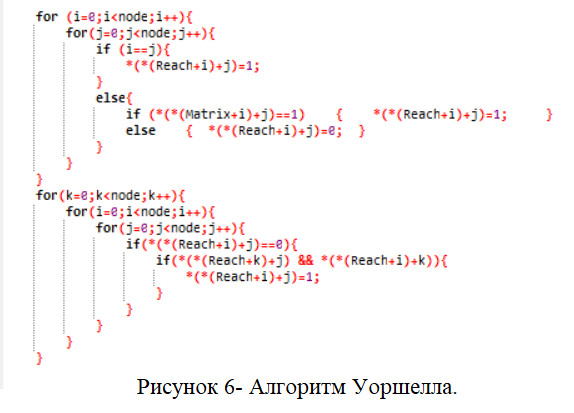 for (i=0;i<node;i++){
for(j=0;j<node;j++){
if (i==j){
*(*(Reach+i)+j)=1;
}
else{
if (*(*(Matrix+i)+j)==1) { *(*(Reach+i)+j)=1; }
else { *(*(Reach+i)+j)=0; }
}
}
}
for(k=0;k<node;k++){
for(i=0;i<node;i++){
for(j=0;j<node;j++){
if(*(*(Reach+i)+j)==0){
if(*(*(Reach+k)+j) && *(*(Reach+i)+k)){
*(*(Reach+i)+j)=1;
}
}
}
}
}
Рисунок 6- Алгоритм Уоршелла.